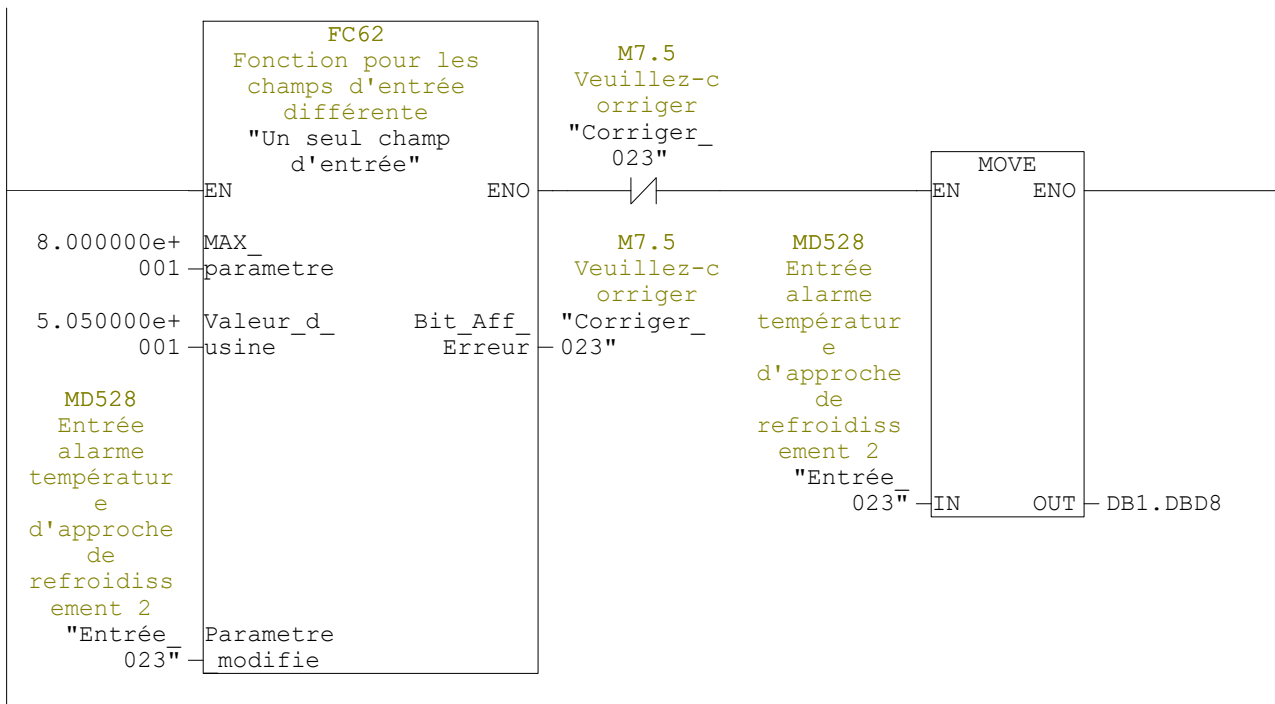 FC62
Fonction pour les
champs d'entrée
différente
"Un seul champ
d'entrée"
EN
ENO
8.000000e+
001
MAX_
parametre
5.050000e+
001
Valeur_d_
usine
Bit_Aff_
Erreur
MD528
Entrée
alarme
températur
e
d'approche
de
refroidiss
ement 2
"Entrée_
023"
Parametre
_modifie
M7.5
Veuillez-c
orriger
"Corriger_
023"
M7.5
Veuillez-c
orriger
"Corriger_
023"
MOVE
EN
ENO
MD528
Entrée
alarme
températur
e
d'approche
de
refroidiss
ement 2
"Entrée_
023"
IN
OUT
DB1.DBD8